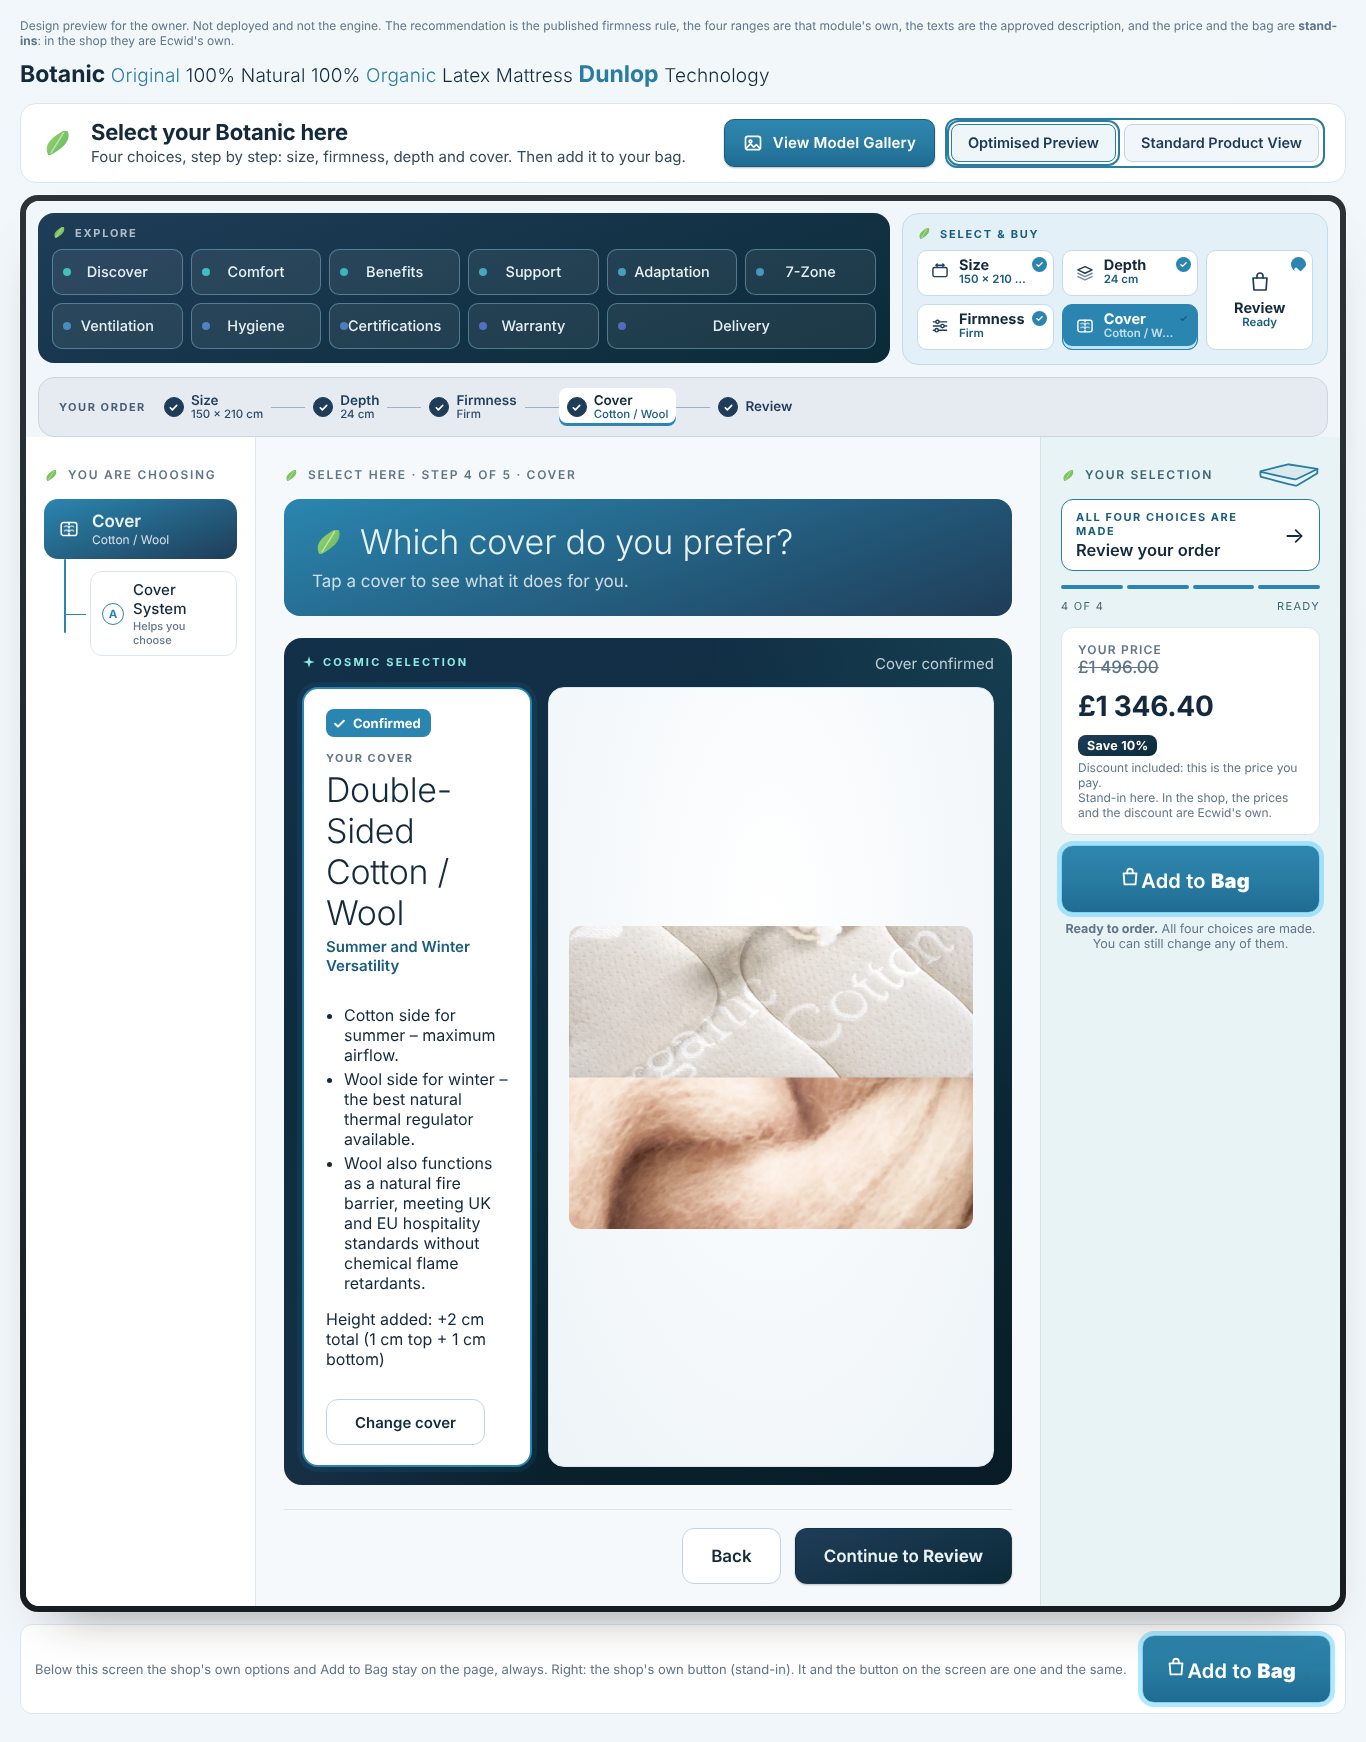 Design preview for the owner. Not deployed and not the engine. The recommendation is the published firmness rule, the four ranges are that module's own, the texts are the approved description, and the price and the bag are stand-
ins: in the shop they are Ecwid's own.
Botanic Original 100% Natural 100% Organic Latex Mattress Dunlop Technology
Select your Botanic here
Four choices, step by step: size, firmness, depth and cover. Then add it to your bag.
View Model Gallery
Optimised Preview
Standard Product View
EXPLORE
Discover
Comfort
Benefits
Support
Adaptation
7-Zone
Ventilation
Hygiene
Certifications
Warranty
Delivery
SELECT & BUY
Size
150 × 210 ...
Depth
24 cm
Firmness
Firm
Cover
Cotton / W...
Review
Ready
YOUR ORDER
Size
150 × 210 cm
Depth
24 cm
Firmness
Firm
Cover
Cotton / Wool
Review
YOU ARE CHOOSING
Cover
Cotton / Wool
A
Cover
System
Helps you
choose
SELECT HERE · STEP 4 OF 5 · COVER
Which cover do you prefer?
Tap a cover to see what it does for you.
COSMIC SELECTION
Cover confirmed
Confirmed
YOUR COVER
Double-
Sided
Cotton /
Wool
Summer and Winter
Versatility
• Cotton side for
summer – maximum
airflow.
• Wool side for winter –
the best natural
thermal regulator
available.
• Wool also functions
as a natural fire
barrier, meeting UK
and EU hospitality
standards without
chemical flame
retardants.
Height added: +2 cm
total (1 cm top + 1 cm
bottom)
Change cover
ganic Cotton
Back
Continue to Review
YOUR SELECTION
ALL FOUR CHOICES ARE
MADE
Review your order
4 OF 4
READY
YOUR PRICE
£1 496.00
£1 346.40
Save 10%
Discount included: this is the price you
pay.
Stand-in here. In the shop, the prices
and the discount are Ecwid's own.
Add to Bag
Ready to order. All four choices are made.
You can still change any of them.
Below this screen the shop's own options and Add to Bag stay on the page, always. Right: the shop's own button (stand-in). It and the button on the screen are one and the same.
Add to Bag